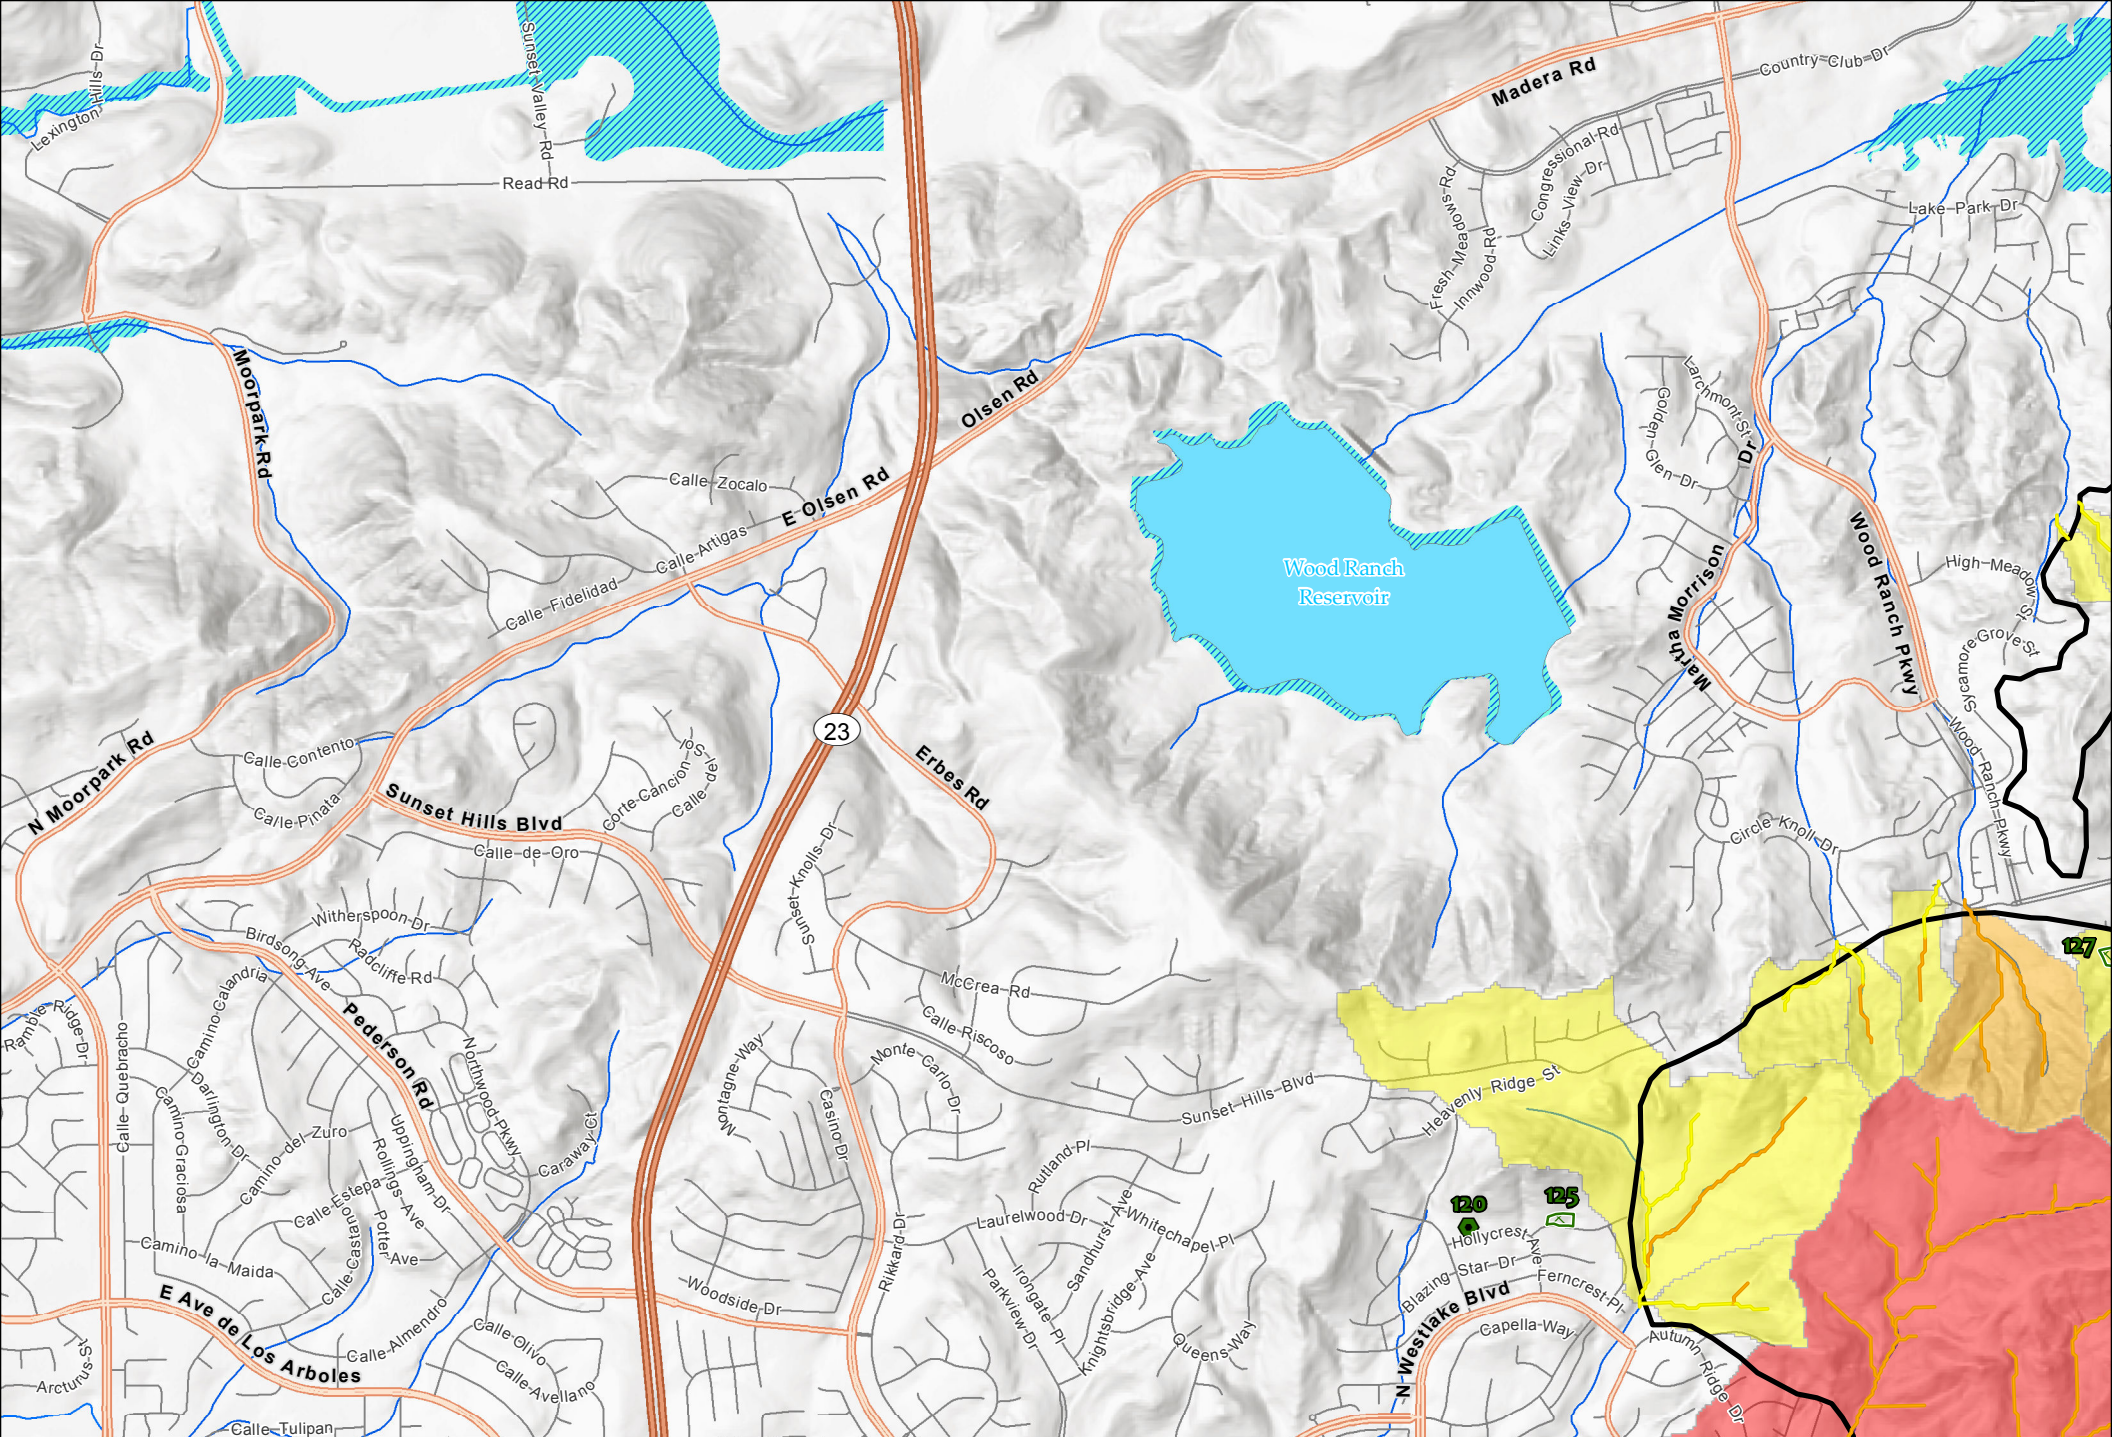 Sunset Valley Rd
Hills Dr
Lexington
Read Rd
Madera Rd
Country Club Dr
Congressional Rd
Links View Dr
Fresh Meadows Rd
Innwood Rd
Lake Park Dr
Moorpark Rd
Olsen Rd
E Olsen Rd
Calle Zocalo
Calle Artigas
Calle Fidelidad
Larchmont St
Golden Glen Dr
Martha Morrison Dr
Wood Ranch Pkwy
High Meadow St
Sycamore Grove St
Wood Ranch
Reservoir
Wood Ranch Pkwy
Circle Knoll Dr
N Moorpark Rd
Calle Contento
Calle Pinata
Sunset Hills Blvd
Calle de Oro
Corte Cancion
Calle del Sol
23
Erbes Rd
Sunset Knolls Dr
Witherspoon Dr
Radcliffe Rd
Birdsong Ave
Camino Calandria
Pederson Rd
Northwood Pkwy
McCrea Rd
Calle Riscoso
Monte Carlo Dr
Montagne Way
Casino Dr
Sunset Hills Blvd
Heavenly Ridge St
127
Ramble Ridge Dr
Calle Quebracho
Camino Graciosa
Darlington Dr
Camino del Zuro
Uppingham Dr
Rollings Ave
Caraway Ct
Calle Estepa
Calle Castano
Potter Ave
Camino la Maida
E Ave de Los Arboles
Calle Almendro
Calle Olivo
Calle Avellano
Calle Tulipan
Arcturus St
Woodside Dr
Rikkard Dr
Rutland Pl
Laurelwood Dr
Sandhurst Ave
Whitechapel Pl
Irongate Pl
Parkview Dr
Knightsbridge Ave
Queens Way
120
125
Hollycrest Ave
Blazing Star Dr
Ferncrest Pl
N Westlake Blvd
Capella Way
Autumn Ridge Dr